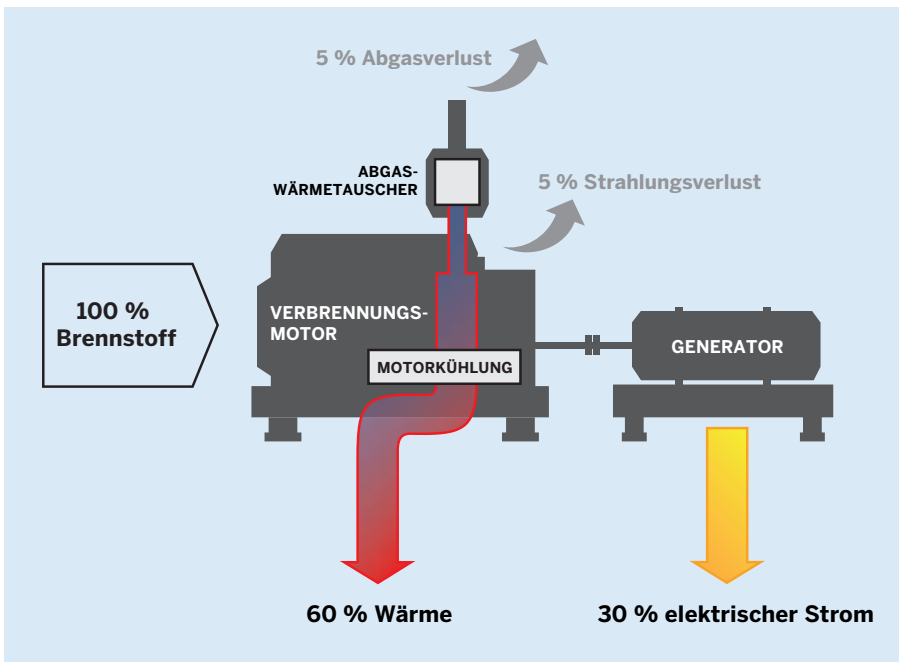 5 % Abgasverlust
ABGAS-
WÄRMETAUSCHER
5 % Strahlungsverlust
100 %
Brennstoff
VERBRENNUNGS-
MOTOR
MOTORKÜHLUNG
GENERATOR
60 % Wärme
30 % elektrischer Strom